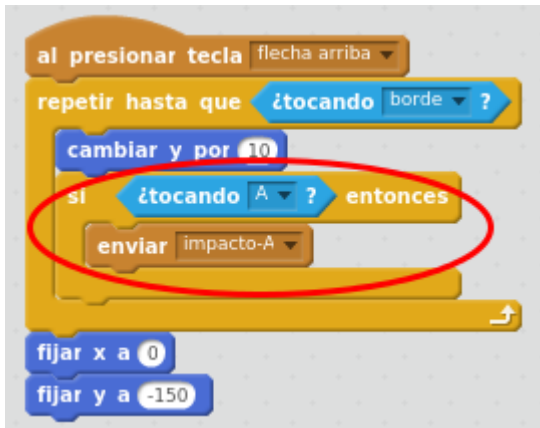 al presionar tecla flecha arriba
repetir hasta que ¿tocando borde ?
cambiar y por 10
si ¿tocando A ? entonces
enviar impacto-A
fijar x a 0
fijar y a -150